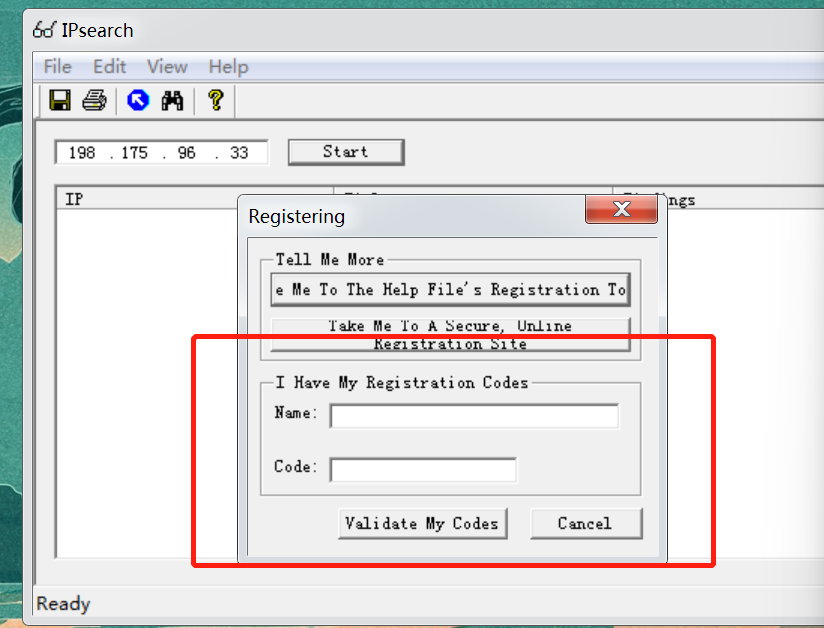 IPsearch
File Edit View Help
198 . 175 . 96 . 33 Start
IP
ngs
Registering
Tell Me More
e Me To The Help File's Registration To
Take Me To A Secure, Online
Registration Site
I Have My Registration Codes
Name:
Code:
Validate My Codes Cancel
Ready